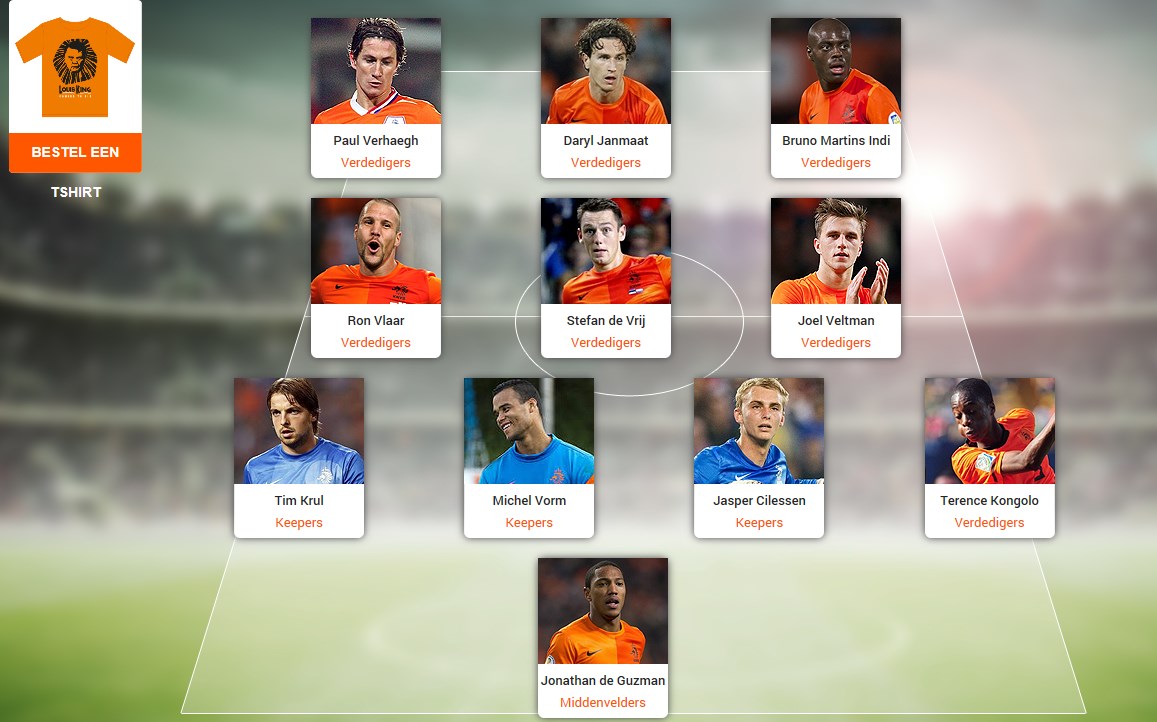 LOUIS KING
BESTEL EEN
TSHIRT
Paul Verhaegh
Verdedigers
Daryl Janmaat
Verdedigers
Bruno Martins Indi
Verdedigers
Ron Vlaar
Verdedigers
Stefan de Vrij
Verdedigers
Joel Veltman
Verdedigers
Tim Krul
Keepers
Michel Vorm
Keepers
Jasper Cilessen
Keepers
Terence Kongolo
Verdedigers
Jonathan de Guzman
Middenvelders